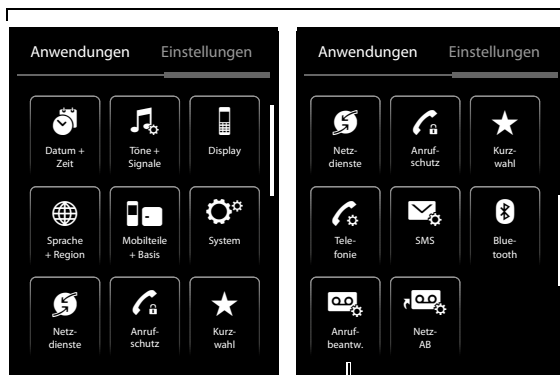 Anwendungen Einstellungen
Datum +
Zeit
Töne +
Signale
Display
Sprache
+ Region
Mobilteile
+ Basis
System
Netz-
dienste
Anruf-
schutz
Kurz-
wahl
Anwendungen Einstellungen
Netz-
dienste
Anruf-
schutz
Kurz-
wahl
Tele-
fonie
SMS
Blue-
tooth
Anruf-
beantw.
Netz-
AB